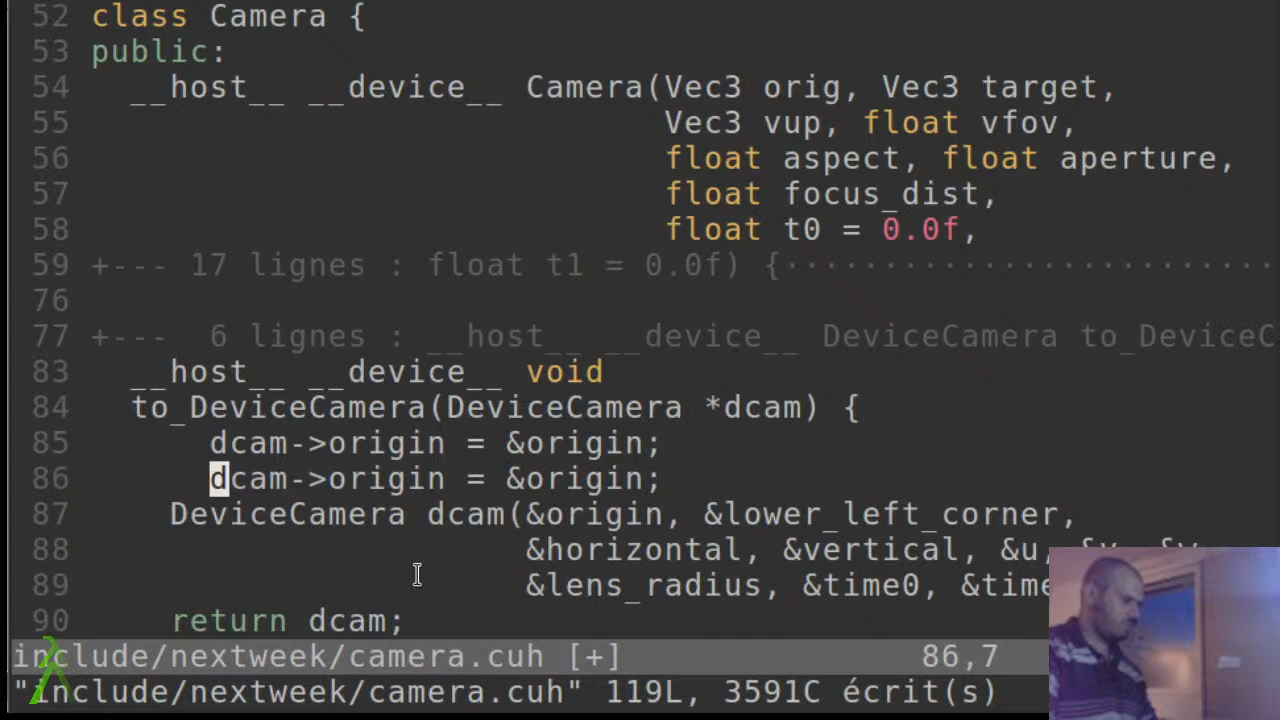 52 class Camera {
53 public:
54 __host__ __device__ Camera(Vec3 orig, Vec3 target,
55 Vec3 vup, float vfov,
56 float aspect, float aperture,
57 float focus_dist,
58 float t0 = 0.0f,
59 +--- 17 lignes : float t1 = 0.0f) {·························
76
77 +---  6 lignes : __host__ __device__ DeviceCamera to_DeviceC
83 __host__ __device__ void
84 to_DeviceCamera(DeviceCamera *dcam) {
85 dcam->origin = &origin;
86 dcam->origin = &origin;
87 DeviceCamera dcam(&origin, &lower_left_corner,
88 &horizontal, &vertical, &u,
89 &lens_radius, &time0, &time
90 return dcam;
include/nextweek/camera.cuh [+] 86,7
"include/nextweek/camera.cuh" 119L, 3591C écrit(s)